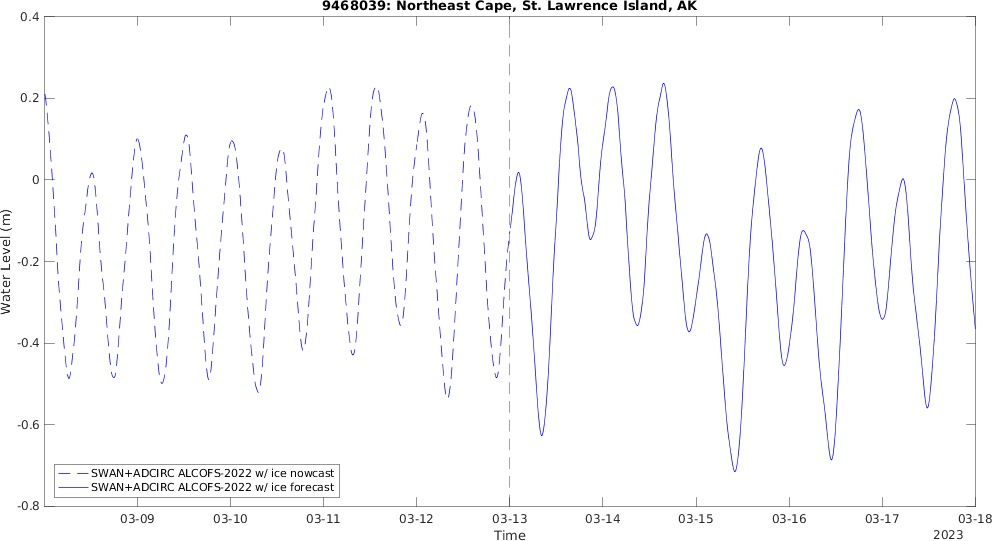 9468039: Northeast Cape, St. Lawrence Island, AK
0.4
0.2
0
-0.2
-0.4
-0.6
-0.8
Water Level (m)
SWAN+ADCIRC ALCOFS-2022 w/ ice nowcast
SWAN+ADCIRC ALCOFS-2022 w/ ice forecast
03-09 03-10 03-11 03-12 03-13 03-14 03-15 03-16 03-17 03-18
Time
2023